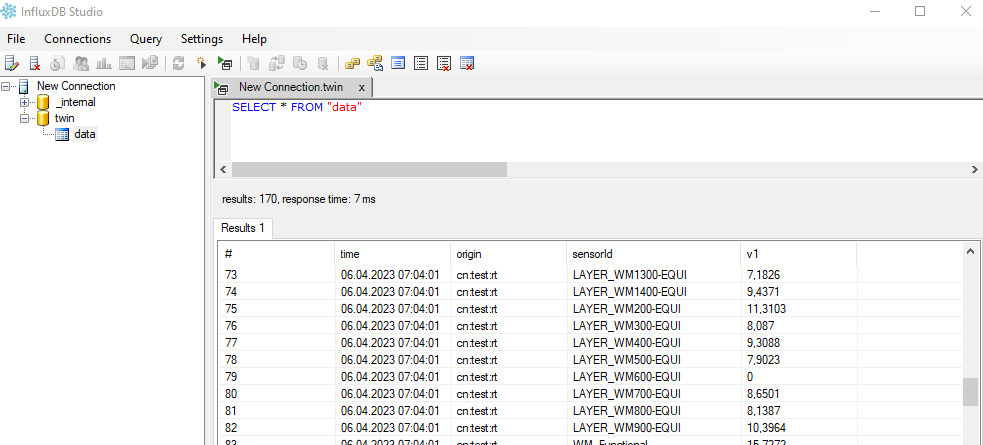 InfluxDB Studio
File Connections Query Settings Help
New Connection
_internal
twin
data
New Connection.twin x
SELECT * FROM "data"
results: 170, response time: 7 ms
Results 1
# time origin sensorId v1
73 06.04.2023 07:04:01 cn:test:rt LAYER_WM1300-EQUI 7,1826
74 06.04.2023 07:04:01 cn:test:rt LAYER_WM1400-EQUI 9,4371
75 06.04.2023 07:04:01 cn:test:rt LAYER_WM200-EQUI 11,3103
76 06.04.2023 07:04:01 cn:test:rt LAYER_WM300-EQUI 8,087
77 06.04.2023 07:04:01 cn:test:rt LAYER_WM400-EQUI 9,3088
78 06.04.2023 07:04:01 cn:test:rt LAYER_WM500-EQUI 7,9023
79 06.04.2023 07:04:01 cn:test:rt LAYER_WM600-EQUI 0
80 06.04.2023 07:04:01 cn:test:rt LAYER_WM700-EQUI 8,6501
81 06.04.2023 07:04:01 cn:test:rt LAYER_WM800-EQUI 8,1387
82 06.04.2023 07:04:01 cn:test:rt LAYER_WM900-EQUI 10,3964
83 06.04.2023 07:04:01 cn:test:rt WM_Functional 15,7272